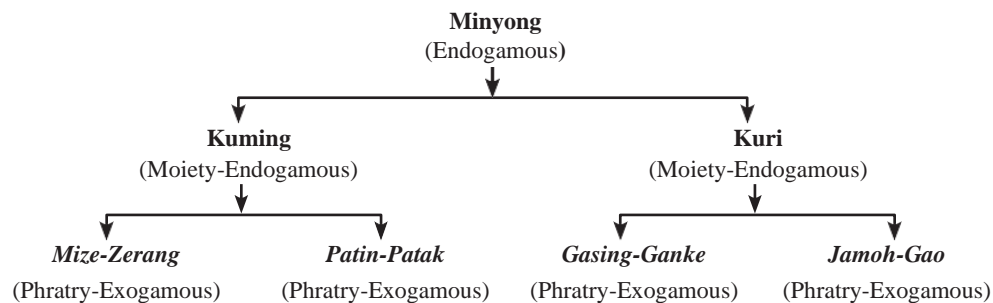 Minyong
(Endogamous)
Kuming Kuri
(Moiety-Endogamous) (Moiety-Endogamous)
Mize-Zerang Patin-Patak Gasing-Ganke Jamoh-Gao
(Phratry-Exogamous) (Phratry-Exogamous) (Phratry-Exogamous) (Phratry-Exogamous)